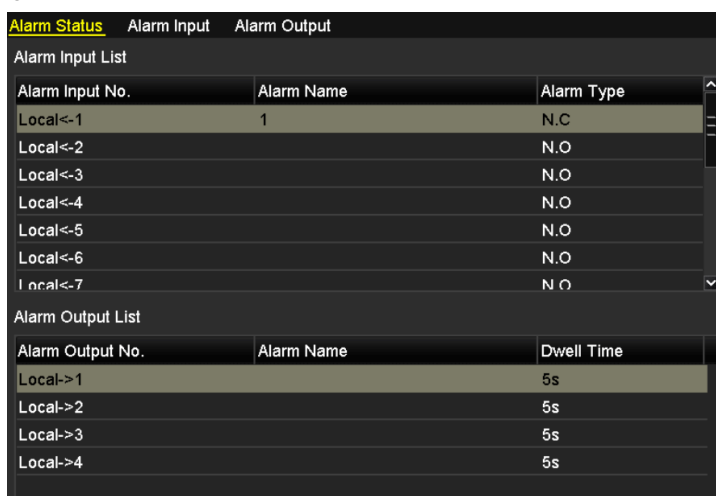 Alarm Status Alarm Input Alarm Output
Alarm Input List
Alarm Input No. Alarm Name Alarm Type
Local<-1 1 N.C
Local<-2 N.O
Local<-3 N.O
Local<-4 N.O
Local<-5 N.O
Local<-6 N.O
Local<-7 N.O
Alarm Output List
Alarm Output No. Alarm Name Dwell Time
Local->1 5s
Local->2 5s
Local->3 5s
Local->4 5s